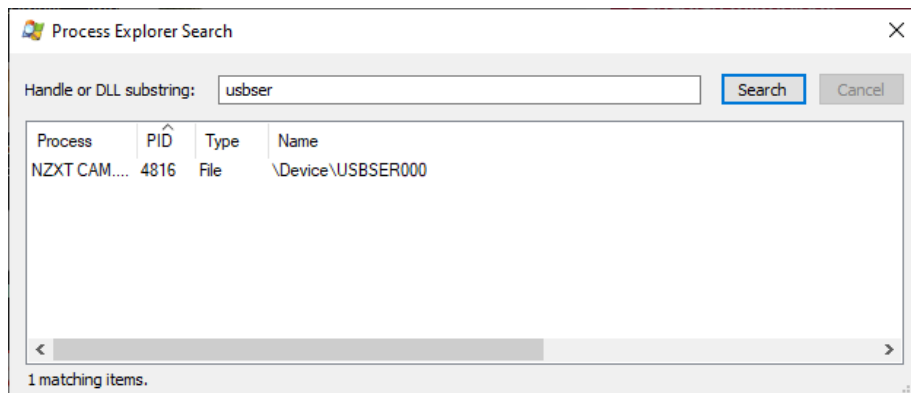 Process Explorer Search
Handle or DLL substring: usbser Search Cancel
Process PID Type Name
NZXT CAM.... 4816 File \Device\USBSER000
1 matching items.